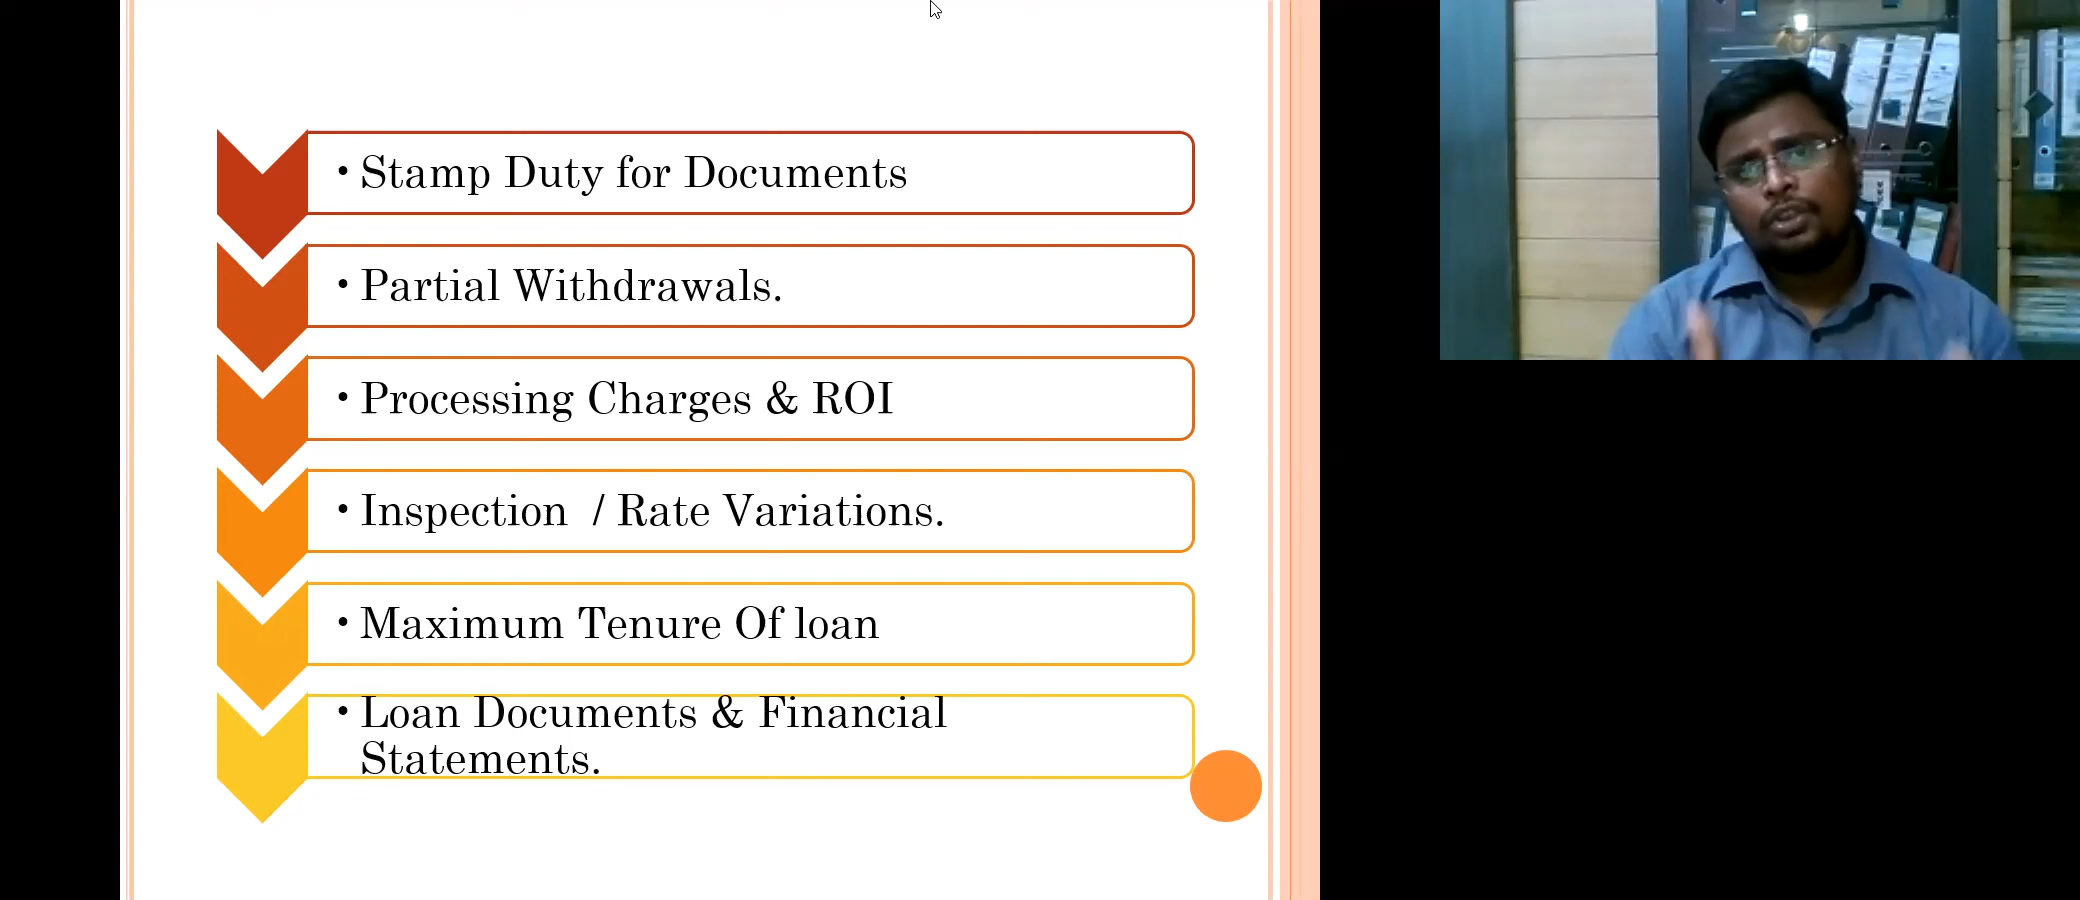 • Stamp Duty for Documents
• Partial Withdrawals.
• Processing Charges & ROI
• Inspection / Rate Variations.
• Maximum Tenure Of loan
• Loan Documents & Financial
Statements.